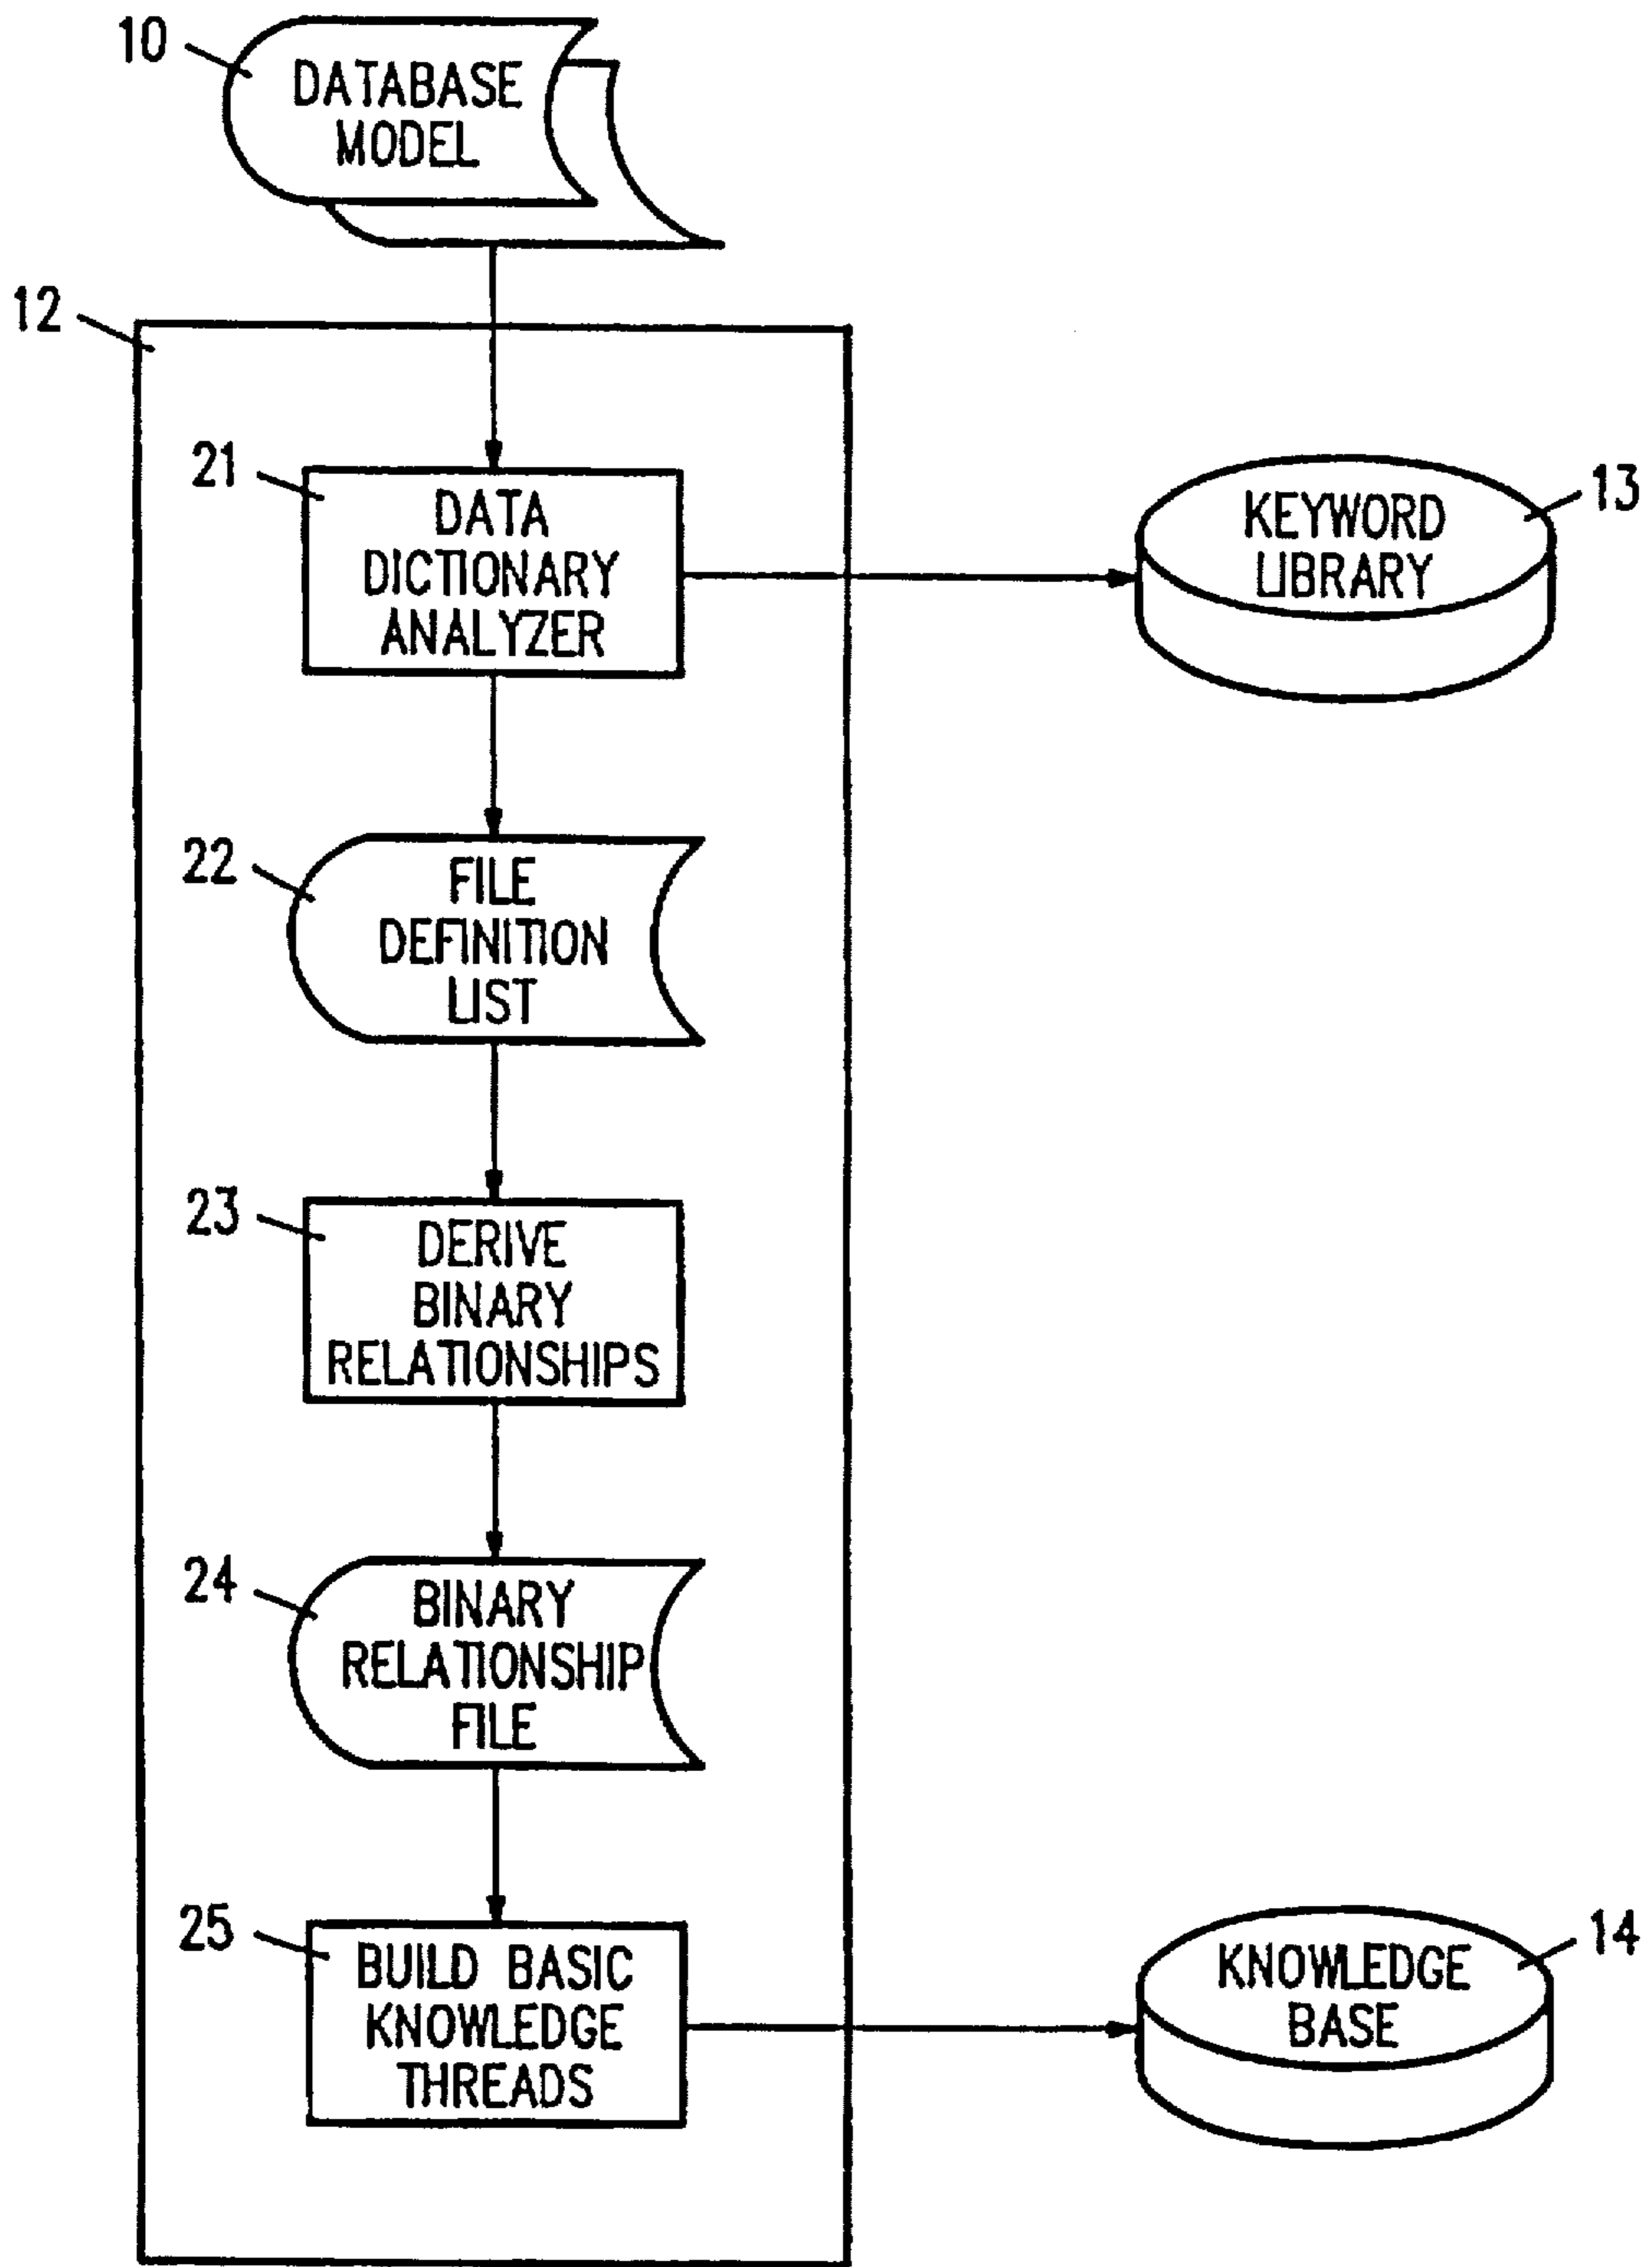 10
DATABASE
MODEL
12
21
DATA
DICTIONARY
ANALYZER
KEYWORD
LIBRARY
13
22
FILE
DEFINITION
LIST
23
DERIVE
BINARY
RELATIONSHIPS
24
BINARY
RELATIONSHIP
FILE
25
BUILD BASIC
KNOWLEDGE
THREADS
KNOWLEDGE
BASE
14